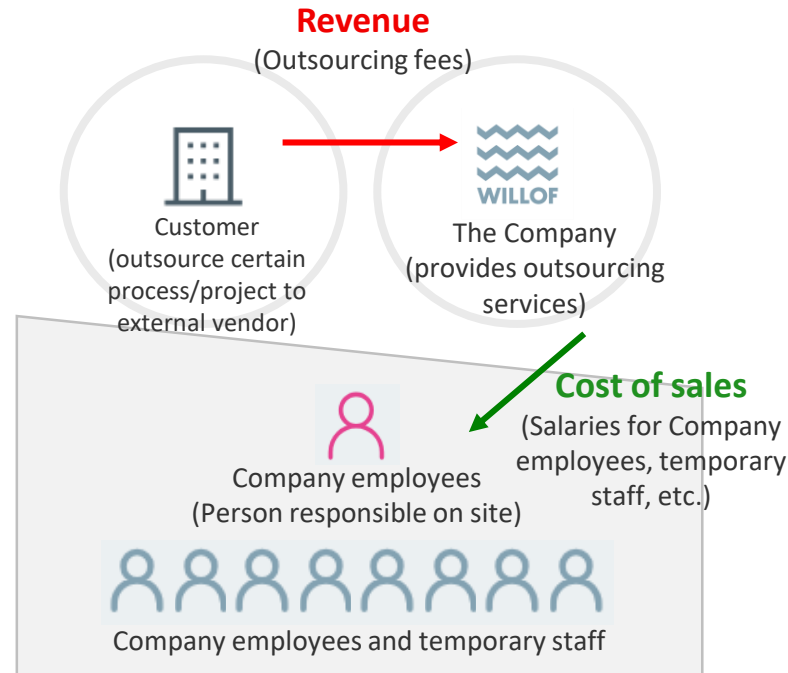 Revenue
(Outsourcing fees)
Customer
(outsource certain
process/project to
external vendor)
WILLOF
The Company
(provides outsourcing
services)
Cost of sales
(Salaries for Company
employees, temporary
staff, etc.)
Company employees
(Person responsible on site)
Company employees and temporary staff